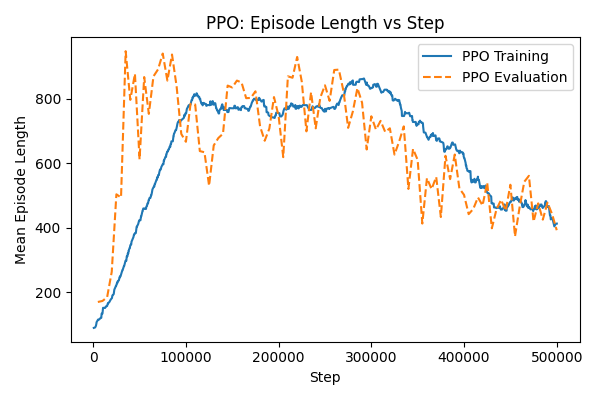 PPO: Episode Length vs Step
PPO Training
PPO Evaluation
Mean Episode Length
800
600
400
200
0
100000
200000
300000
400000
500000
Step